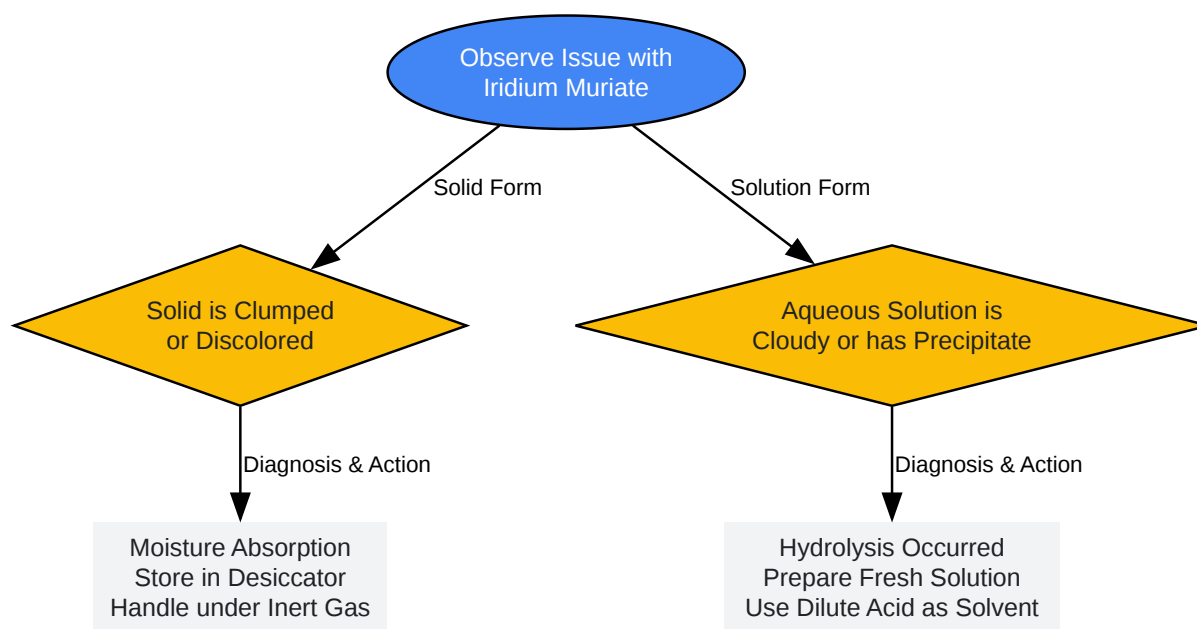 Observe Issue with
Iridium Muriate
Solid Form
Solution Form
Solid is Clumped
or Discolored
Aqueous Solution is
Cloudy or has Precipitate
Diagnosis & Action
Diagnosis & Action
Moisture Absorption
Store in Desiccator
Handle under Inert Gas
Hydrolysis Occurred
Prepare Fresh Solution
Use Dilute Acid as Solvent